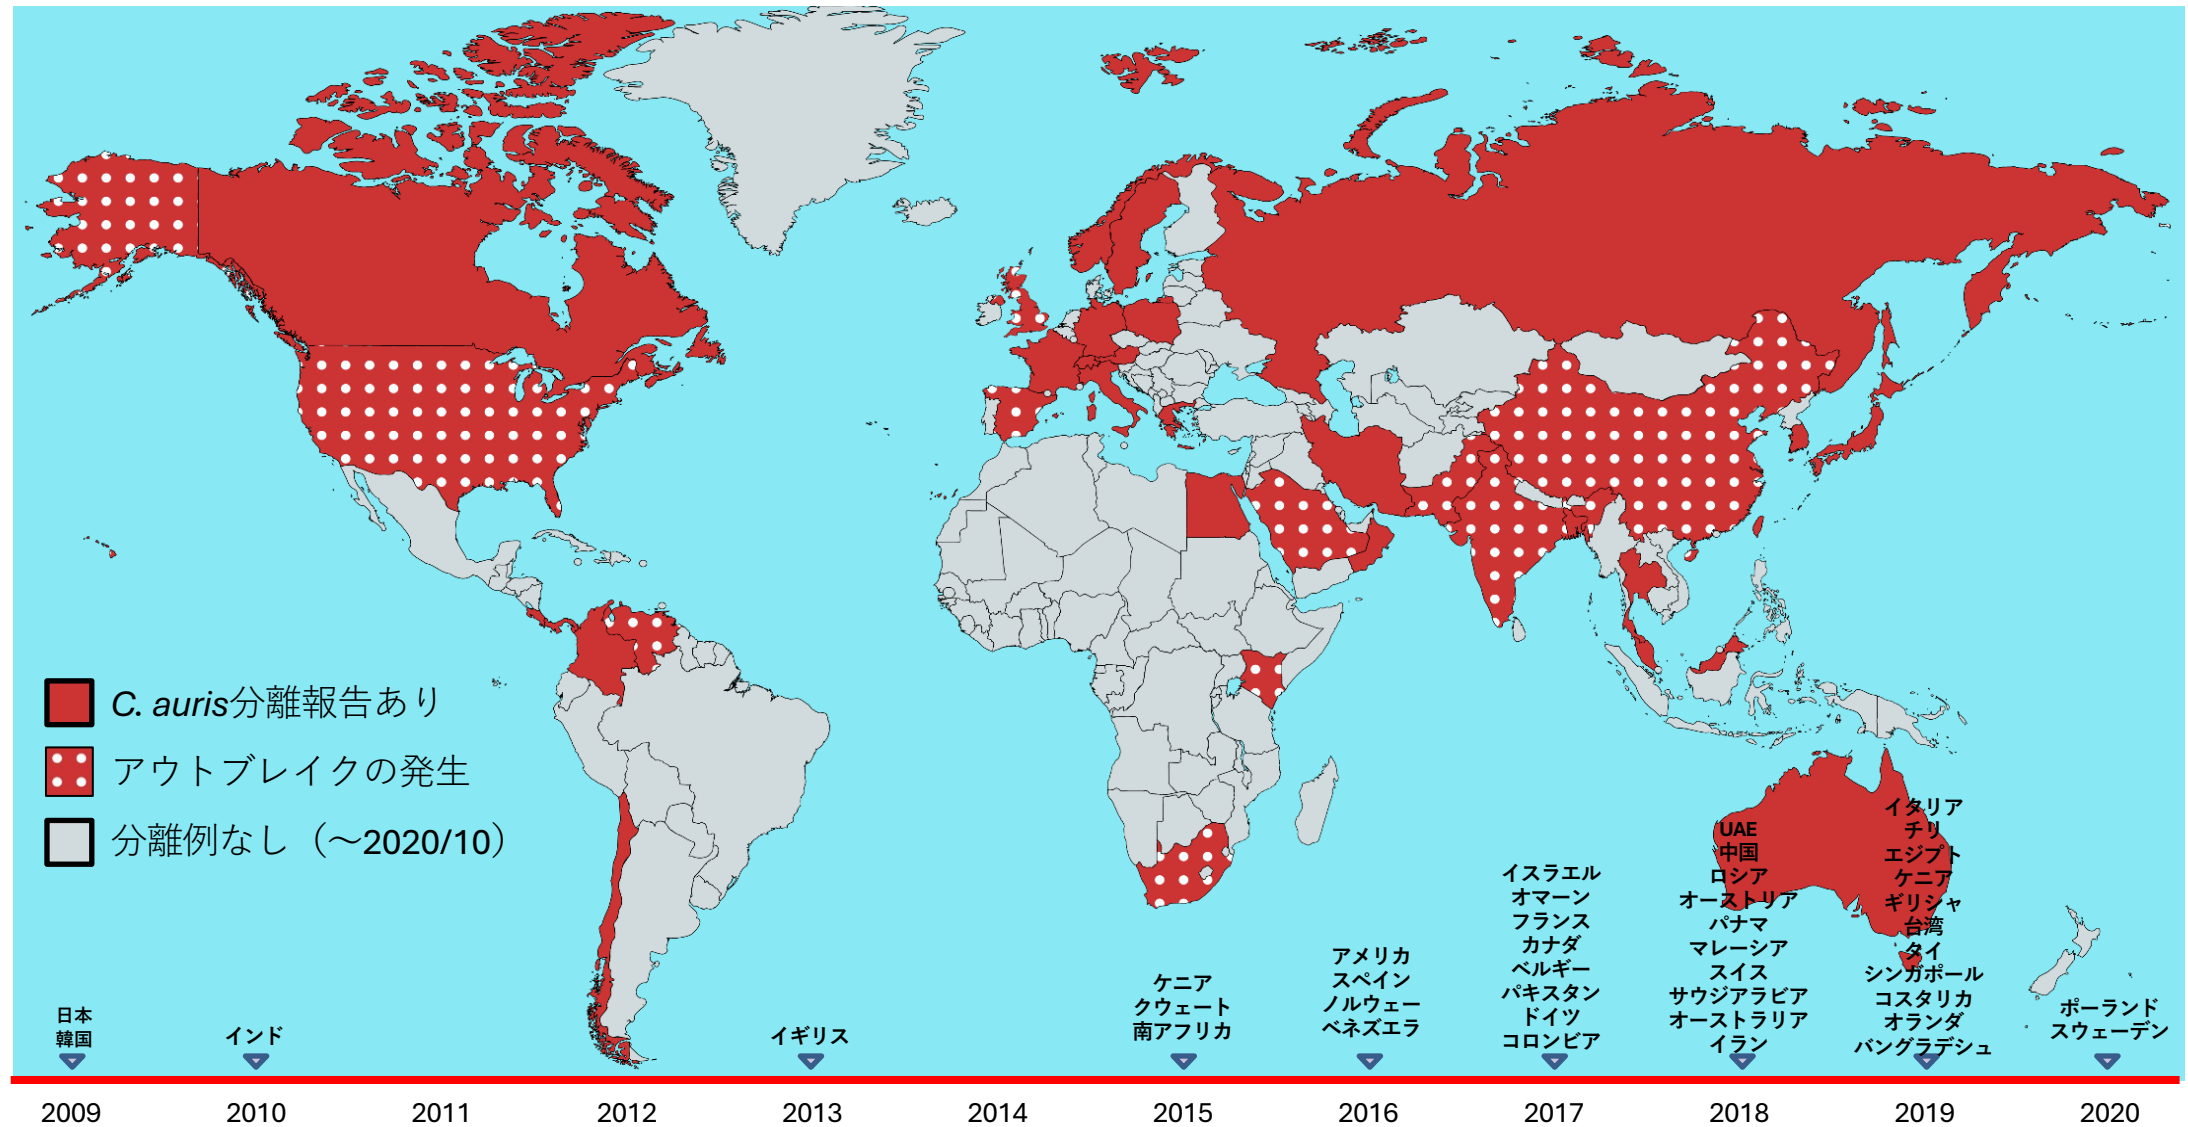 C. auris分離報告あり
アウトブレイクの発生
分離例なし（～2020/10）
日本
韓国
インド
イギリス
ケニア
クウェート
南アフリカ
アメリカ
スペイン
ノルウェー
ベネズエラ
イスラエル
オマーン
フランス
カナダ
ベルギー
パキスタン
ドイツ
コロンビア
UAE
中国
ロシア
オーストリア
パナマ
マレーシア
スイス
サウジアラビア
オーストラリア
イラン
イタリア
チリ
エジプト
ケニア
ギリシャ
台湾
タイ
シンガポール
コスタリカ
オランダ
バングラデシュ
ポーランド
スウェーデン
2009
2010
2011
2012
2013
2014
2015
2016
2017
2018
2019
2020